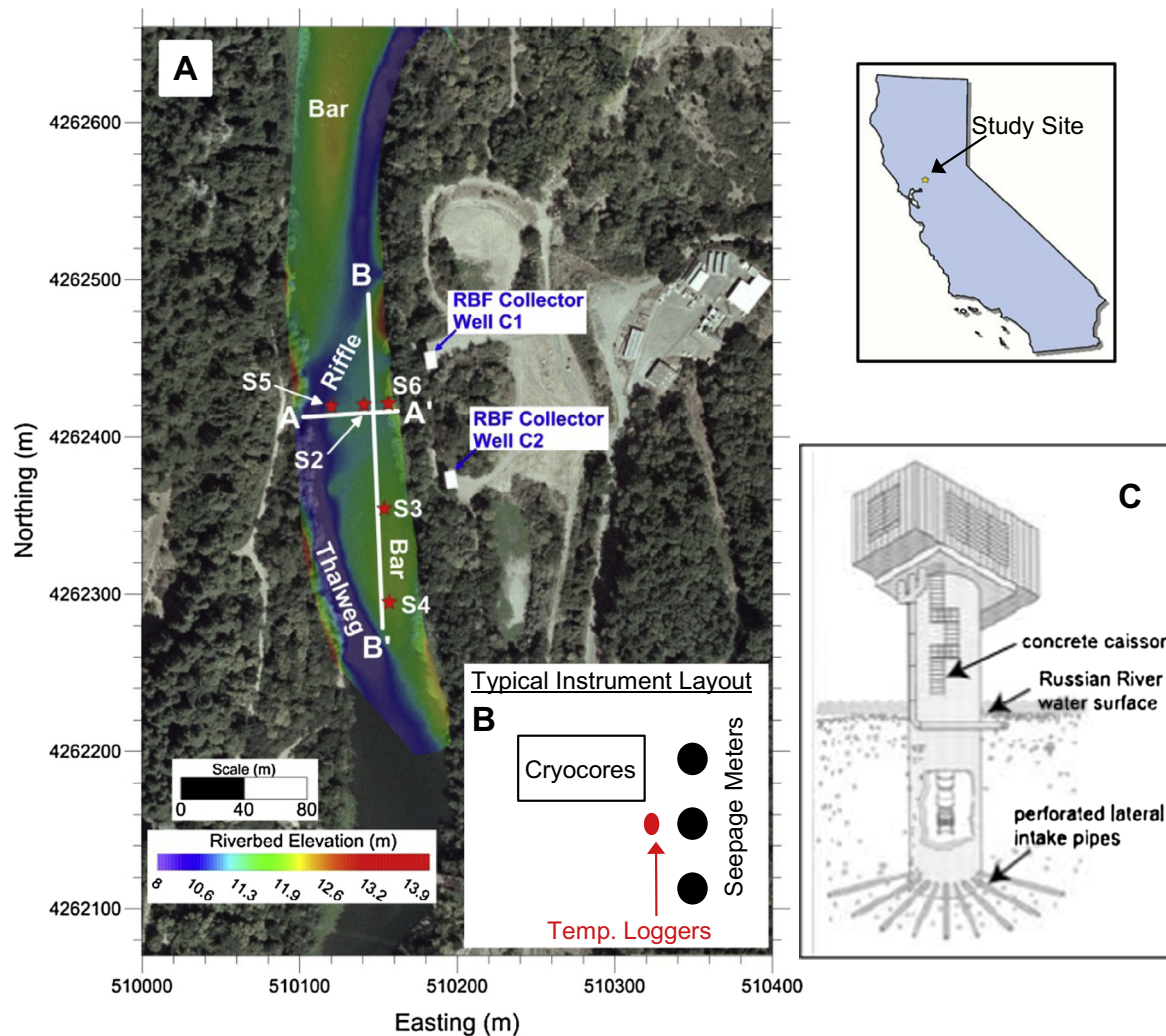 A
Bar
4262600
4262500
4262400
4262300
4262200
4262100
Northing (m)
B
RBF Collector
Well C1
Riffle
S5
S6
A
A'
S2
RBF Collector
Well C2
S3
Bar
Thalweg
S4
B'
Scale (m)
0 40 80
Riverbed Elevation (m)
8 10.6 11.3 11.9 12.6 13.2 13.9
Typical Instrument Layout
B
Cryocores
Seepage Meters
Temp. Loggers
510000 510100 510200 510300 510400
Easting (m)
Study Site
C
concrete caisson
Russian River
water surface
perforated lateral
intake pipes